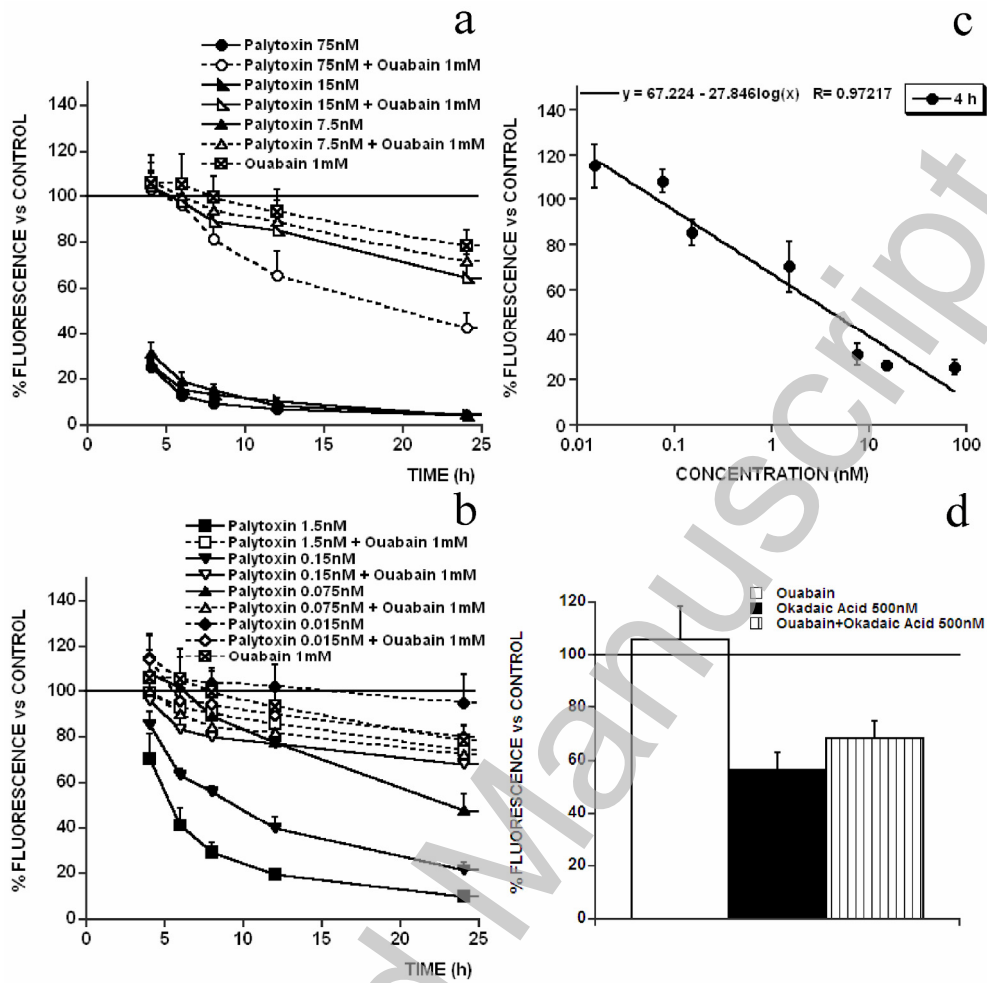 a
Palytoxin 75nM
Palytoxin 75nM + Ouabain 1mM
Palytoxin 15nM
Palytoxin 15nM + Ouabain 1mM
Palytoxin 7.5nM
Palytoxin 7.5nM + Ouabain 1mM
Ouabain 1mM
% FLUORESCENCE vs CONTROL
140
120
100
80
60
40
20
0
0 5 10 15 20 25
TIME (h)
c
y = 67.224 - 27.846log(x) R= 0.97217
4 h
% FLUORESCENCE vs CONTROL
140
120
100
80
60
40
20
0
0.01 0.1 1 10 100
CONCENTRATION (nM)
b
Palytoxin 1.5nM
Palytoxin 1.5nM + Ouabain 1mM
Palytoxin 0.15nM
Palytoxin 0.15nM + Ouabain 1mM
Palytoxin 0.075nM
Palytoxin 0.075nM + Ouabain 1mM
Palytoxin 0.015nM
Palytoxin 0.015nM + Ouabain 1mM
Ouabain 1mM
% FLUORESCENCE vs CONTROL
140
120
100
80
60
40
20
0
0 5 10 15 20 25
TIME (h)
d
Ouabain
Okadaic Acid 500nM
Ouabain+Okadaic Acid 500nM
% FLUORESCENCE vs CONTROL
120
100
80
60
40
20
0
d Manuscript